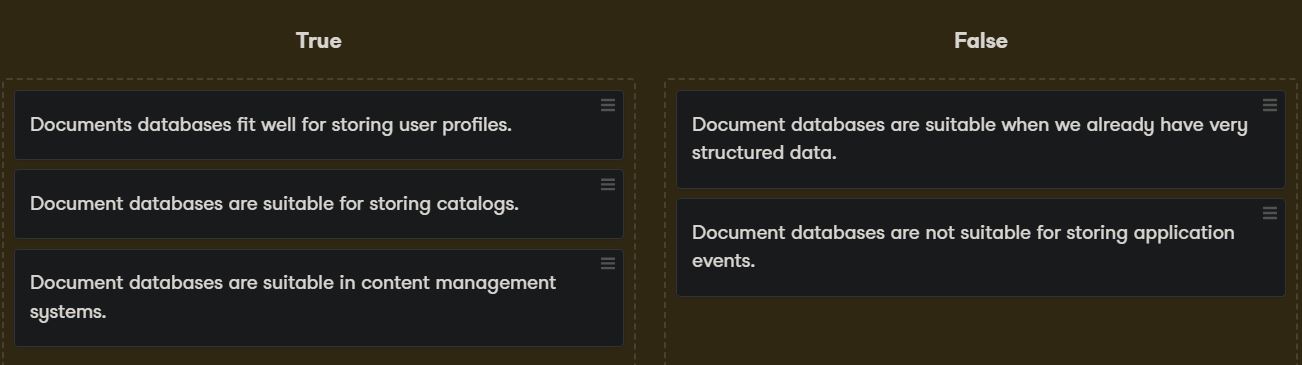 True
Documents databases fit well for storing user profiles.
Document databases are suitable for storing catalogs.
Document databases are suitable in content management
systems.
False
Document databases are suitable when we already have very
structured data.
Document databases are not suitable for storing application
events.